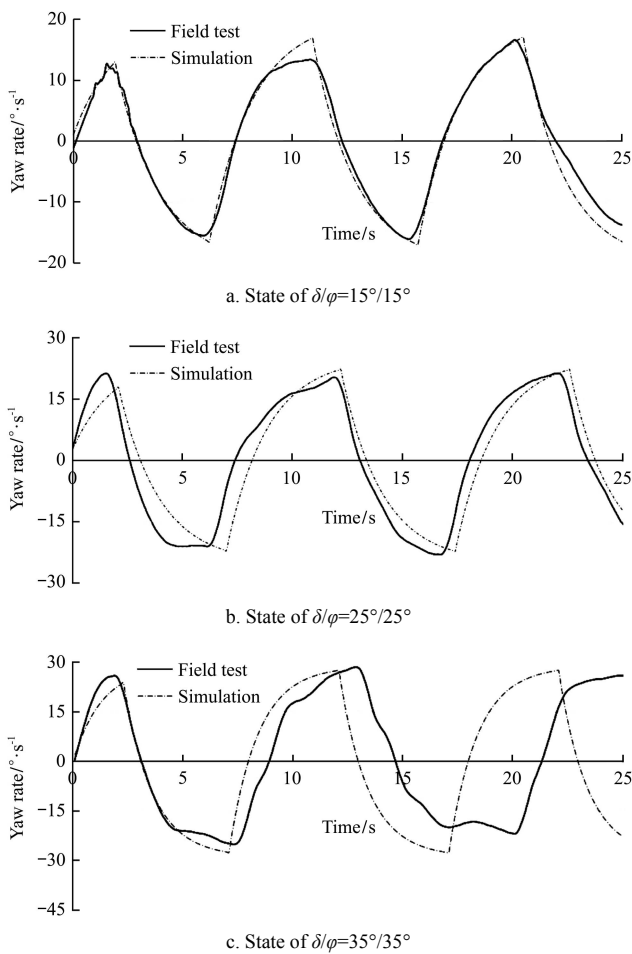 20
Field test
Simulation
10
0
0 5 10 15 20 25
−10
Time/s
−20
Yaw rate/°·s⁻¹
a. State of δ/φ=15°/15°
30
Field test
Simulation
15
0
0 5 10 15 20 25
−15
Time/s
−30
Yaw rate/°·s⁻¹
b. State of δ/φ=25°/25°
30
Field test
Simulation
15
0
0 5 10 15 20 25
−15
Time/s
−30
−45
Yaw rate/°·s⁻¹
c. State of δ/φ=35°/35°